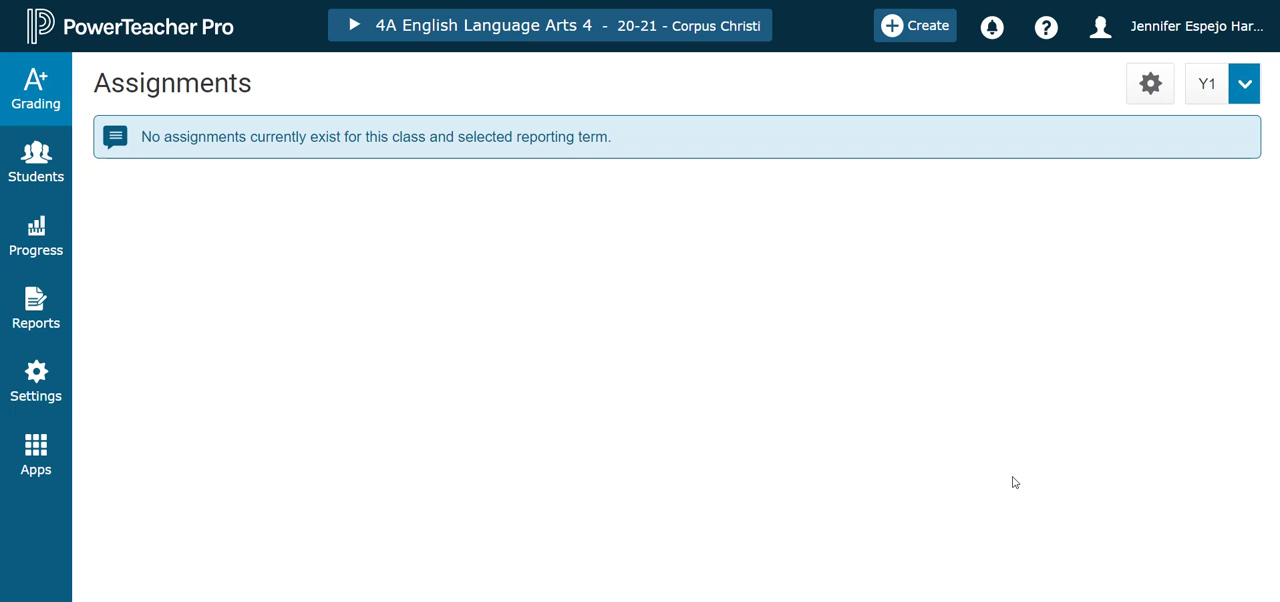 PowerTeacher Pro
4A English Language Arts 4 - 20-21 - Corpus Christi
Create
Jennifer Espejo Har...
Grading
Students
Progress
Reports
Settings
Apps
Assignments
Y1
No assignments currently exist for this class and selected reporting term.